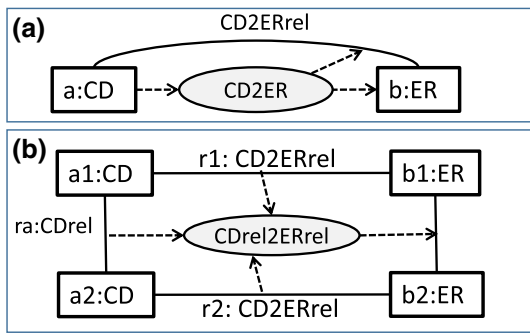 CD2ERrel
(a)
a:CD
CD2ER
b:ER
(b)
a1:CD
r1: CD2ERrel
b1:ER
ra:CDrel
CDrel2ERrel
a2:CD
r2: CD2ERrel
b2:ER